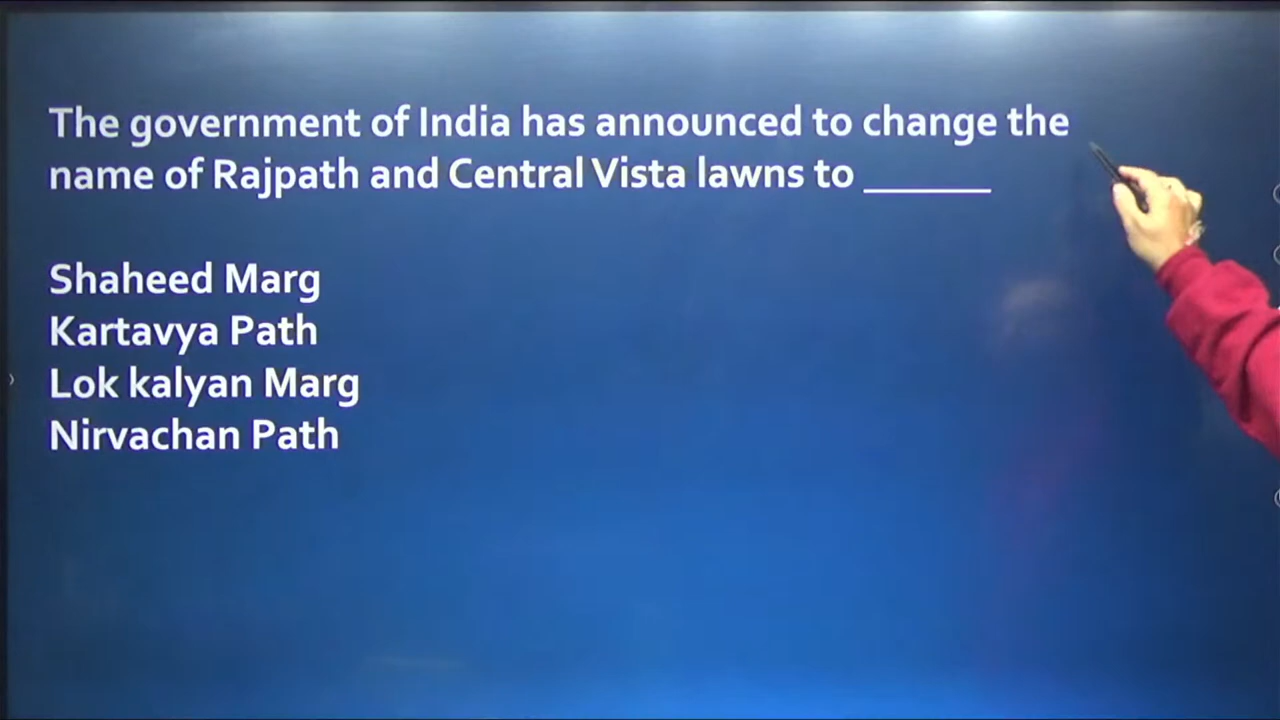 The government of India has announced to change the
name of Rajpath and Central Vista lawns to ______
Shaheed Marg
Kartavya Path
Lok kalyan Marg
Nirvachan Path